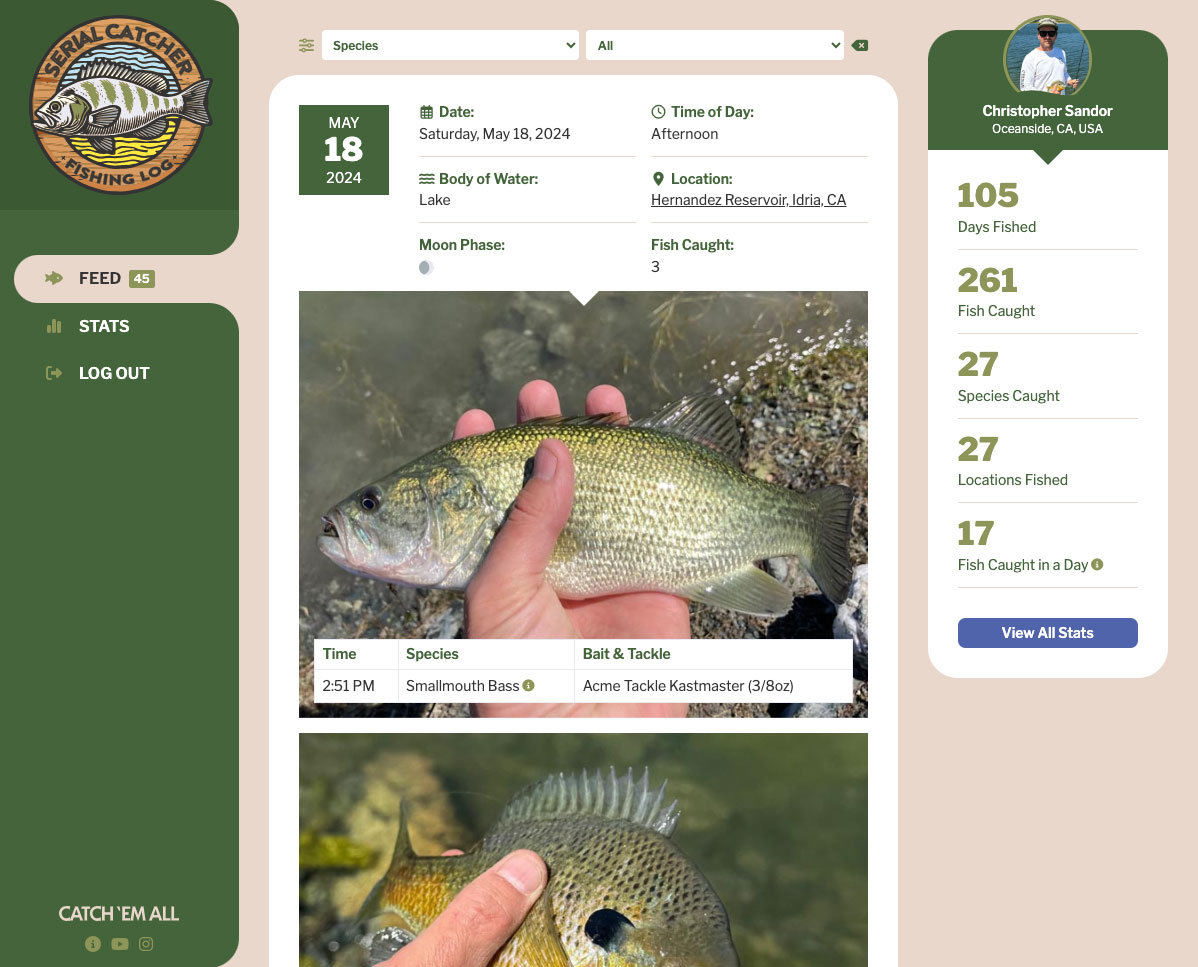 SERIAL CATCHER
FISHING LOG
FEED 45
STATS
LOG OUT
CATCH 'EM ALL
Species
All
MAY
18
2024
Date:
Saturday, May 18, 2024
Time of Day:
Afternoon
Body of Water:
Lake
Location:
Hernandez Reservoir, Idria, CA
Moon Phase:
Fish Caught:
3
Time Species Bait & Tackle
2:51 PM Smallmouth Bass Acme Tackle Kastmaster (3/8oz)
Christopher Sandor
Oceanside, CA, USA
105
Days Fished
261
Fish Caught
27
Species Caught
27
Locations Fished
17
Fish Caught in a Day
View All Stats